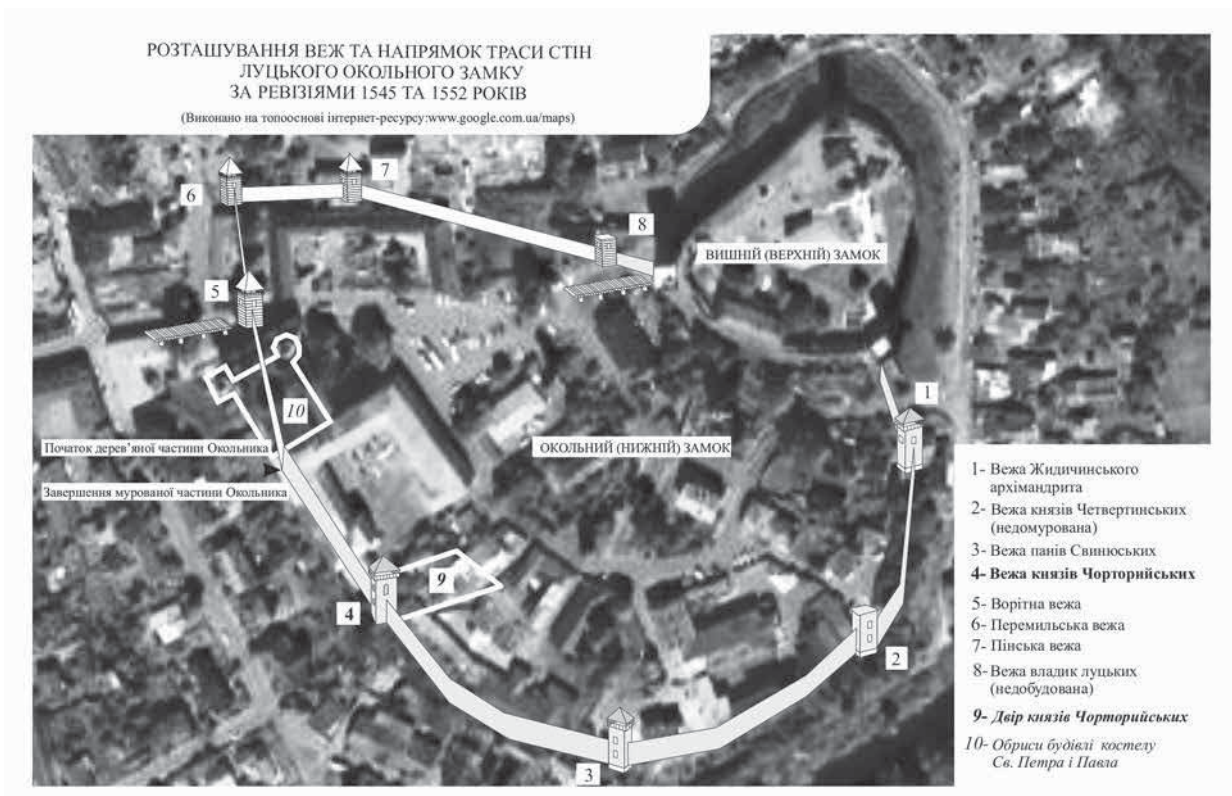 РОЗТАШУВАННЯ ВЕЖ ТА НАПРЯМОК ТРАСИ СТІН
ЛУЦЬКОГО ОКОЛЬНОГО ЗАМКУ
ЗА РЕВІЗІЯМИ 1545 ТА 1552 РОКІВ
(Виконано на топооснові інтернет-ресурсу:www.google.com.ua/maps)
7
6
8
ВИШНІЙ (ВЕРХНІЙ) ЗАМОК
5
1
10
Початок дерев’яної частини Окольника
ОКОЛЬНИЙ (НИЖНІЙ) ЗАМОК
Завершення мурованої частини Окольника
9
4
2
3
1- Вежа Жидичинського
архімандрита
2- Вежа князів Четвертинських
(недомурована)
3- Вежа панів Свинюських
4- Вежа князів Чорторийських
5- Ворітна вежа
6- Перемильська вежа
7- Пінська вежа
8- Вежа владик луцьких
(недобудована)
9- Двір князів Чорторийських
10- Обриси будівлі костелу
Св. Петра і Павла